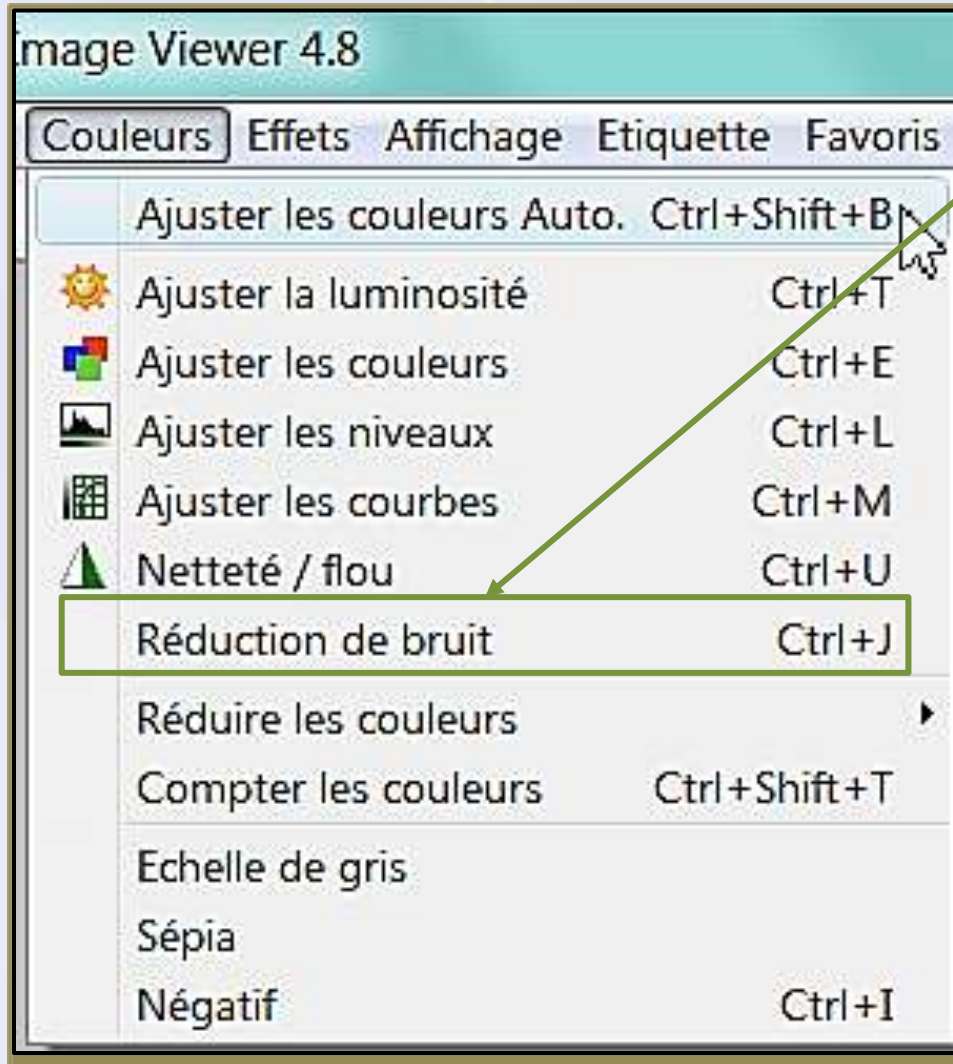 Image Viewer 4.8
Couleurs Effets Affichage Etiquette Favoris
Ajuster les couleurs Auto. Ctrl+Shift+B
Ajuster la luminosité Ctrl+T
Ajuster les couleurs Ctrl+E
Ajuster les niveaux Ctrl+L
Ajuster les courbes Ctrl+M
Netteté / flou Ctrl+U
Réduction de bruit Ctrl+J
Réduire les couleurs
Compter les couleurs Ctrl+Shift+T
Echelle de gris
Sépia
Négatif Ctrl+I